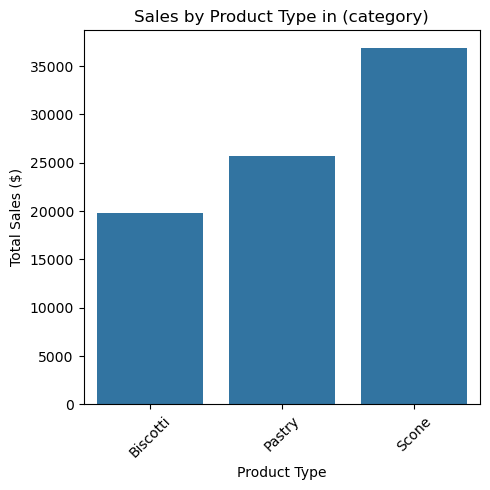 Sales by Product Type in (category)
Total Sales ($)
35000
30000
25000
20000
15000
10000
5000
0
Biscotti
Pastry
Scone
Product Type